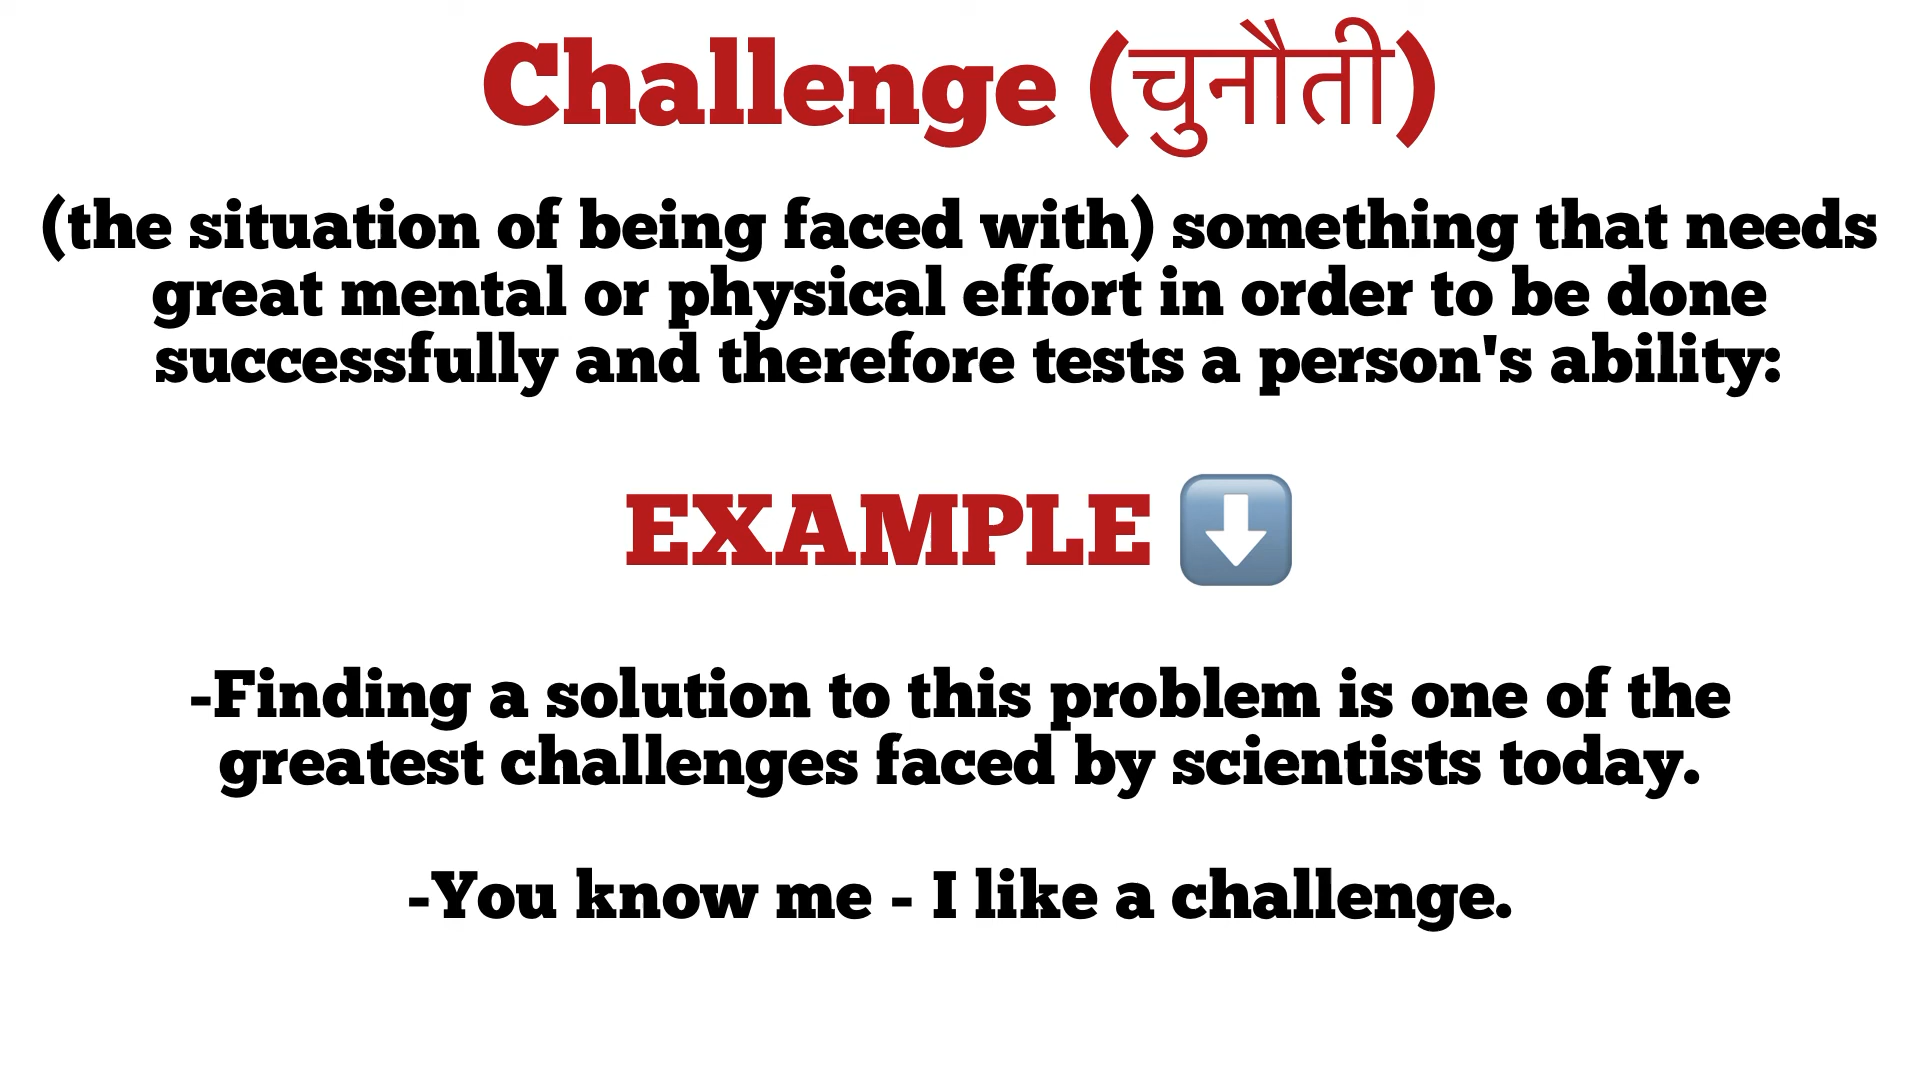 Challenge (चुनौती)
(the situation of being faced with) something that needs
great mental or physical effort in order to be done
successfully and therefore tests a person's ability:
EXAMPLE ⬇️
-Finding a solution to this problem is one of the
greatest challenges faced by scientists today.
-You know me - I like a challenge.